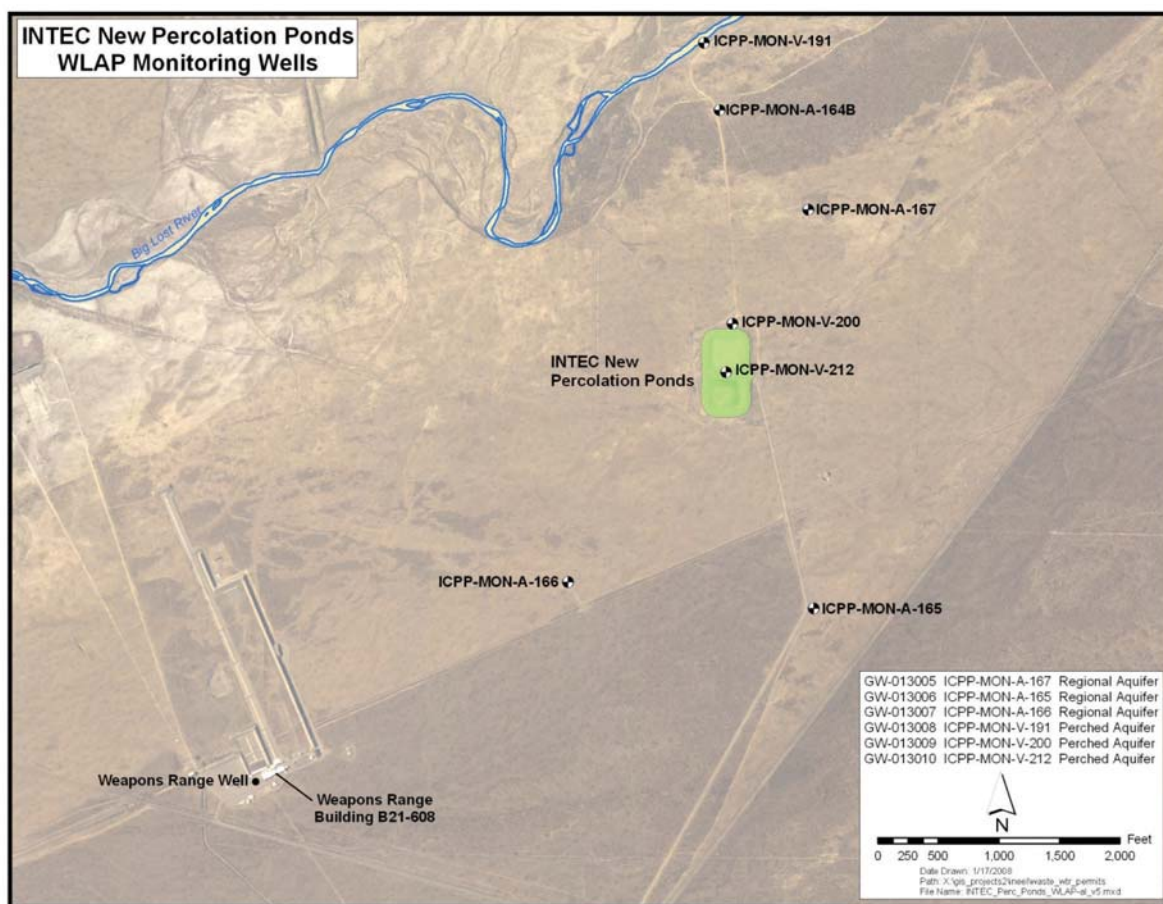 INTEC New Percolation Ponds
WLAP Monitoring Wells
ICPP-MON-V-191
ICPP-MON-A-164B
ICPP-MON-A-167
Big Lost River
ICPP-MON-V-200
INTEC New
Percolation Ponds
ICPP-MON-V-212
ICPP-MON-A-166
ICPP-MON-A-165
GW-013005 ICPP-MON-A-167 Regional Aquifer
GW-013006 ICPP-MON-A-165 Regional Aquifer
GW-013007 ICPP-MON-A-166 Regional Aquifer
GW-013008 ICPP-MON-V-191 Perched Aquifer
GW-013009 ICPP-MON-V-200 Perched Aquifer
GW-013010 ICPP-MON-V-212 Perched Aquifer
Weapons Range Well
Weapons Range
Building B21-608
N
Feet
0 250 500 1,000 1,500 2,000
Date Drawn: 1/17/2008
Path: X:\gis_projects2\ineel\waste_wtr_permits
File Name: INTEC_Perc_Ponds_WLAP-al_v5.mxd